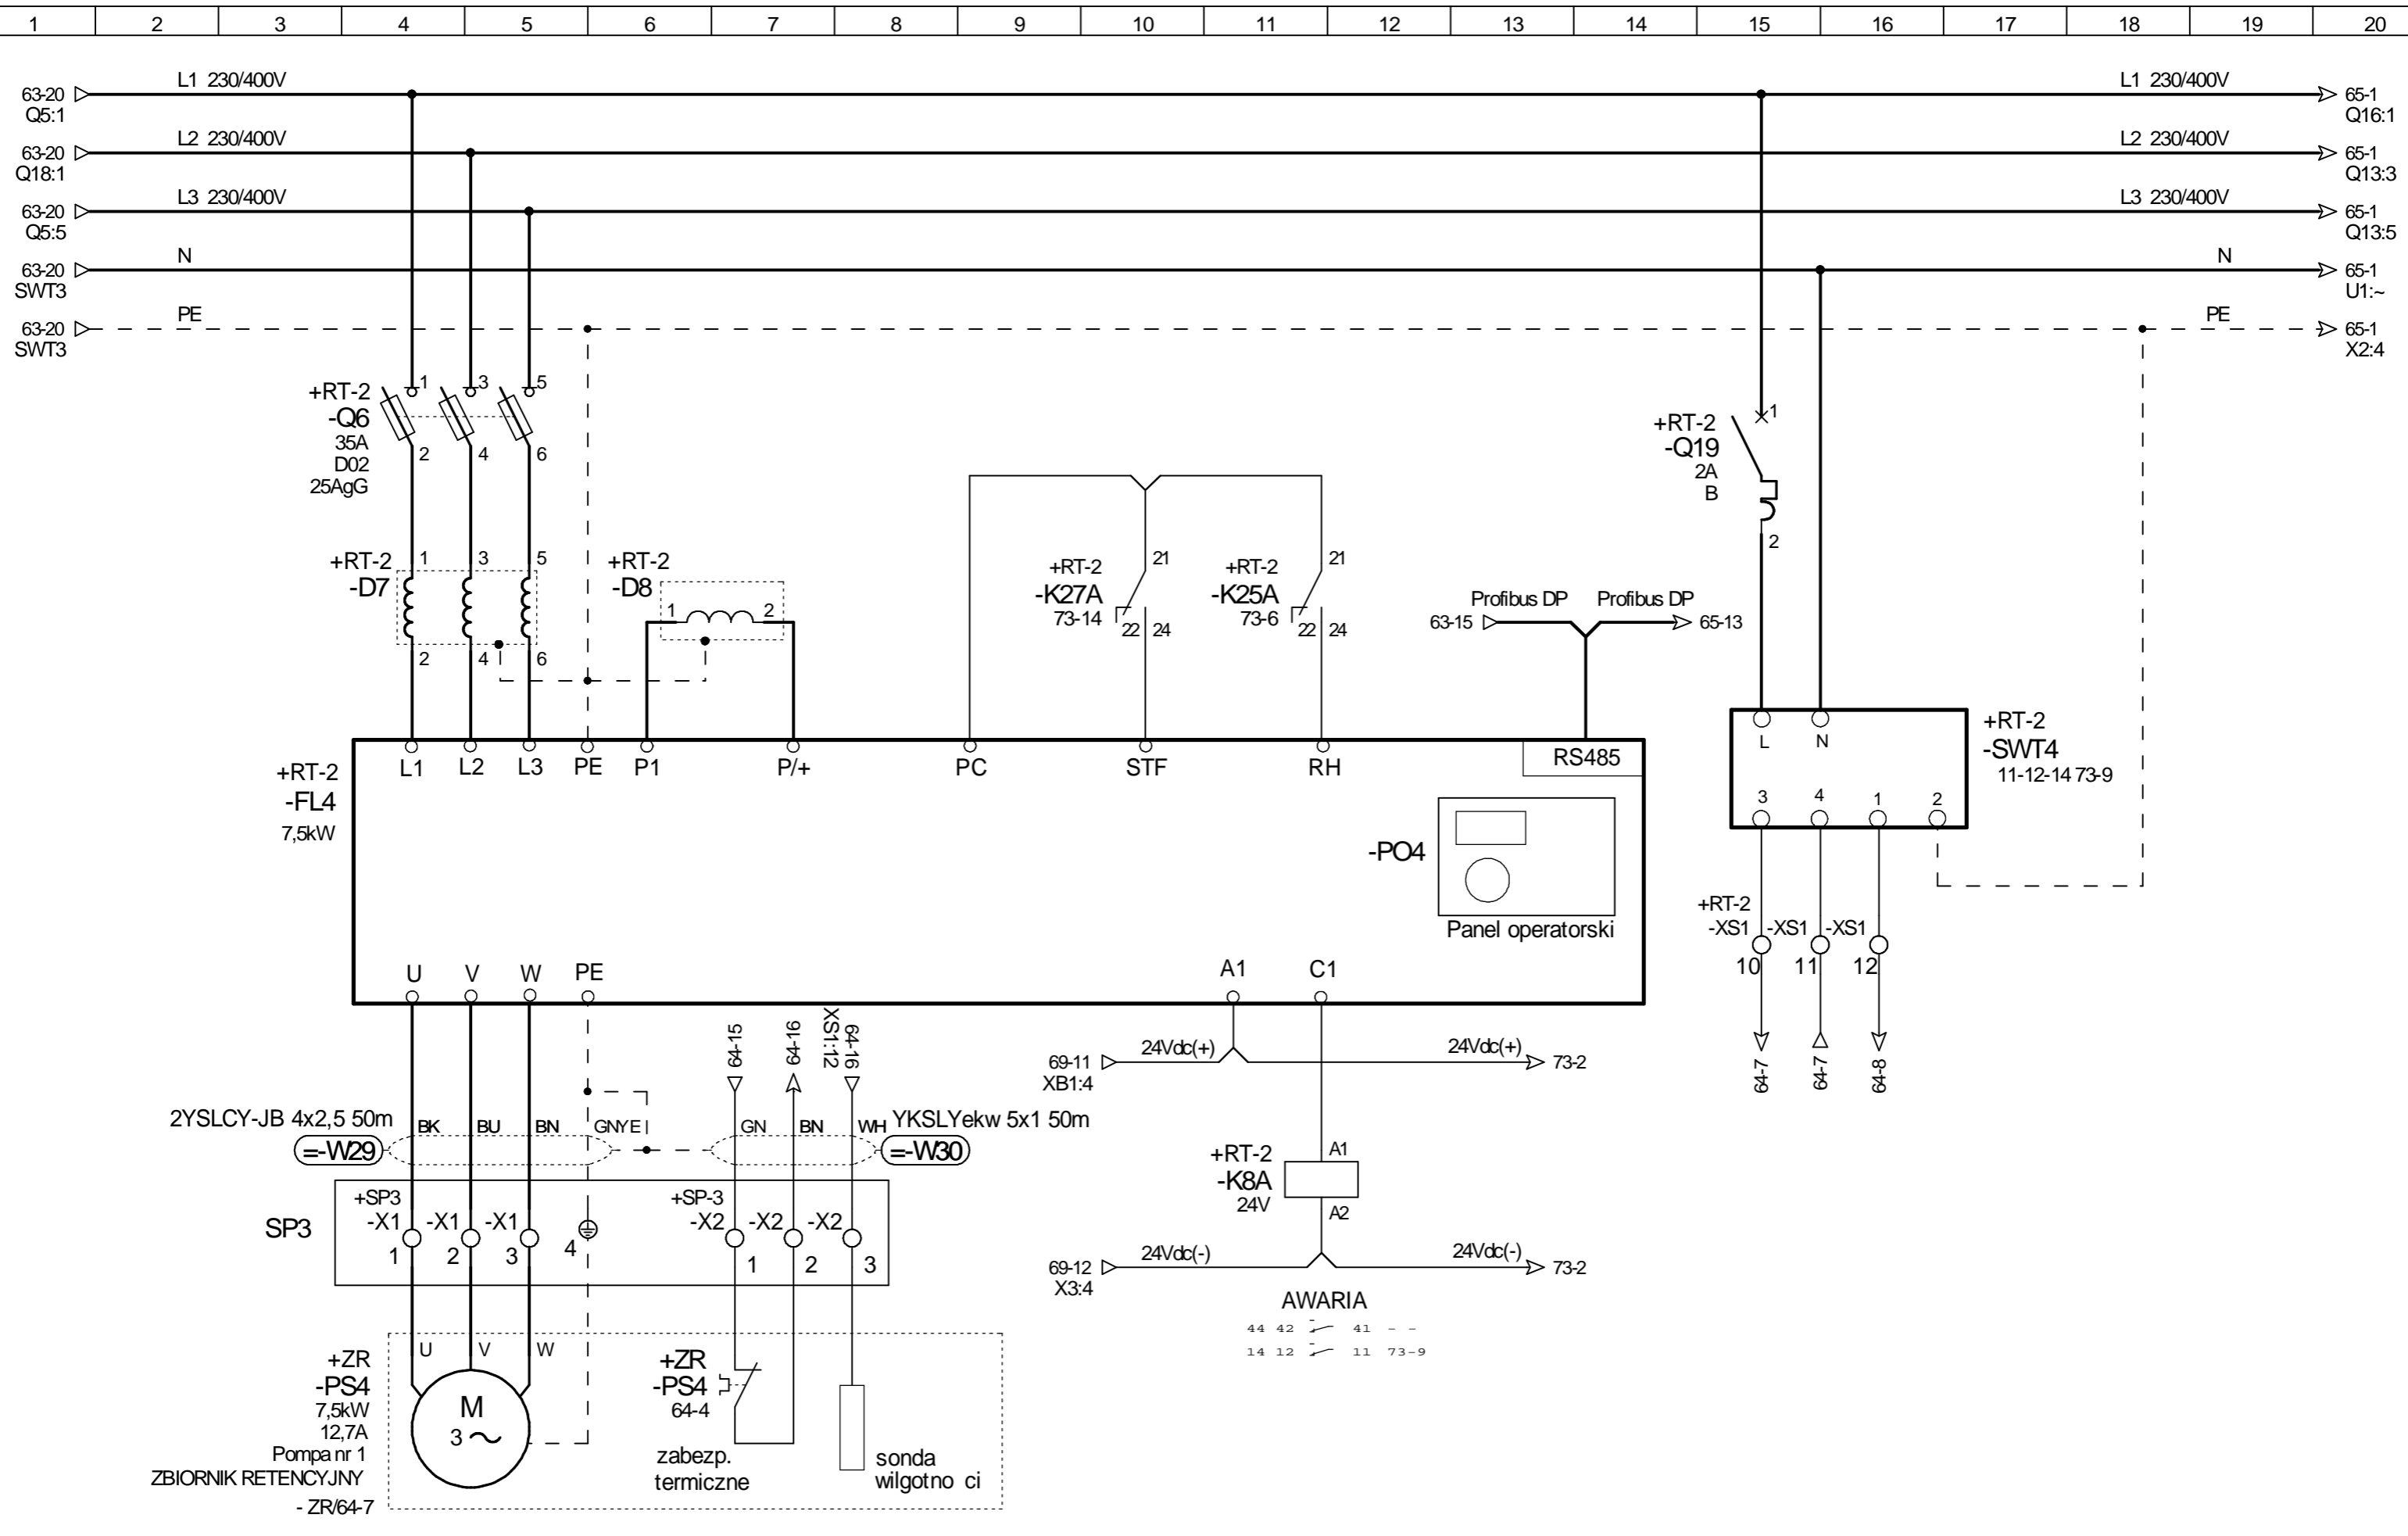 1 2 3 4 5 6 7 8 9 10 11 12 13 14 15 16 17 18 19 20
L1 230/400V
L1 230/400V
63-20
Q5:1
65-1
Q16:1
L2 230/400V
L2 230/400V
63-20
Q18:1
65-1
Q13:3
L3 230/400V
L3 230/400V
63-20
Q5:5
65-1
Q13:5
N
N
63-20
SWT3
65-1
U1:~
PE
PE
63-20
SWT3
65-1
X2:4
+RT-2
-Q6
35A
D02
25AgG
1 3 5
2 4 6
+RT-2
-Q19
2A
B
1
2
+RT-2
-D7
1 3 5
2 4 6
+RT-2
-D8
1 2
+RT-2
-K27A
73-14
21
22 24
+RT-2
-K25A
73-6
21
22 24
Profibus DP Profibus DP
63-15 65-13
+RT-2
-FL4
7,5kW
L1 L2 L3 PE P1 P/+ PC STF RH RS485
-PO4
Panel operatorski
L N
3 4 1 2
+RT-2
-SWT4
11-12-14 73-9
+RT-2
-XS1 -XS1 -XS1
10 11 12
64-7 64-7 64-8
U V W PE A1 C1
64-15
64-16
64-16
XS1:12
69-11
XB1:4
24Vdc(+) 24Vdc(+)
73-2
2YSLCY-JB 4x2,5 50m
=-W29
BK BU BN GNYE
GN BN WH
YKSLYekw 5x1 50m
=-W30
+RT-2
-K8A
24V
A1
A2
SP3
+SP3
-X1 -X1 -X1
1 2 3 4
+SP-3
-X2 -X2 -X2
1 2 3
69-12
X3:4
24Vdc(-) 24Vdc(-)
73-2
AWARIA
44 42 41 - -
14 12 11 73-9
+ZR
-PS4
7,5kW
12,7A
Pompa nr 1
ZBIORNIK RETENCYJNY
- ZR/64-7
U V W
M
3
+ZR
-PS4
64-4
zabezp.
termiczne
sonda
wilgotno ci